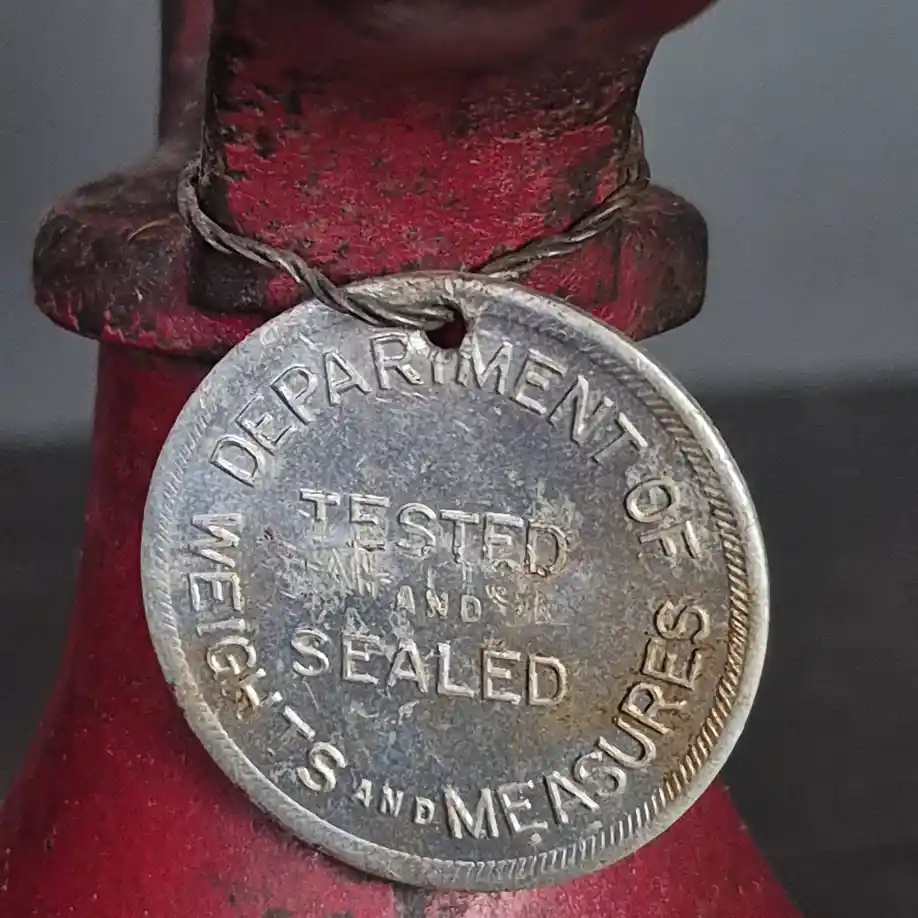 DEPARTMENT OF
WEIGHTS AND MEASURES
TESTED
AND
SEALED